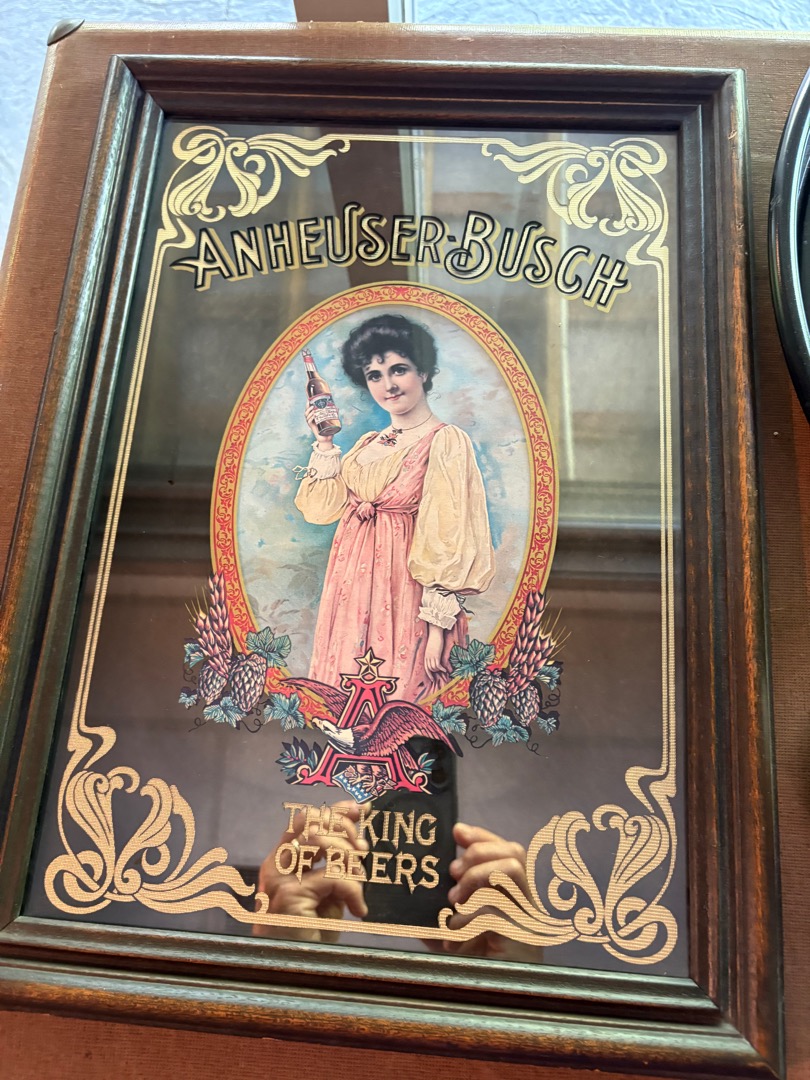 ANHEUSER-BUSCH
A
THE KING
OF BEERS